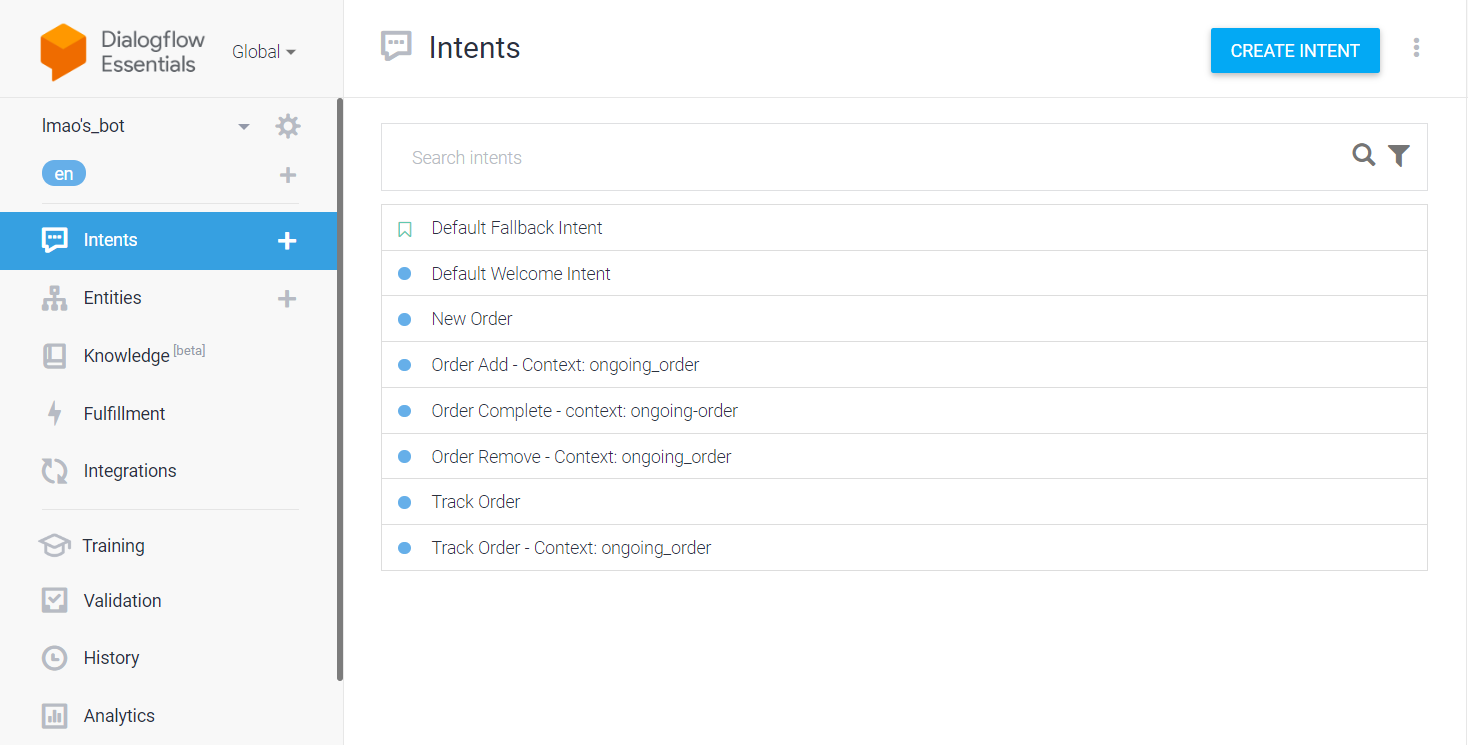 Dialogflow
Essentials
Global
Intents
CREATE INTENT
lmao's_bot
en
Search intents
Intents
Entities
Knowledge [beta]
Fulfillment
Integrations
Training
Validation
History
Analytics
Default Fallback Intent
Default Welcome Intent
New Order
Order Add - Context: ongoing_order
Order Complete - context: ongoing-order
Order Remove - Context: ongoing_order
Track Order
Track Order - Context: ongoing_order